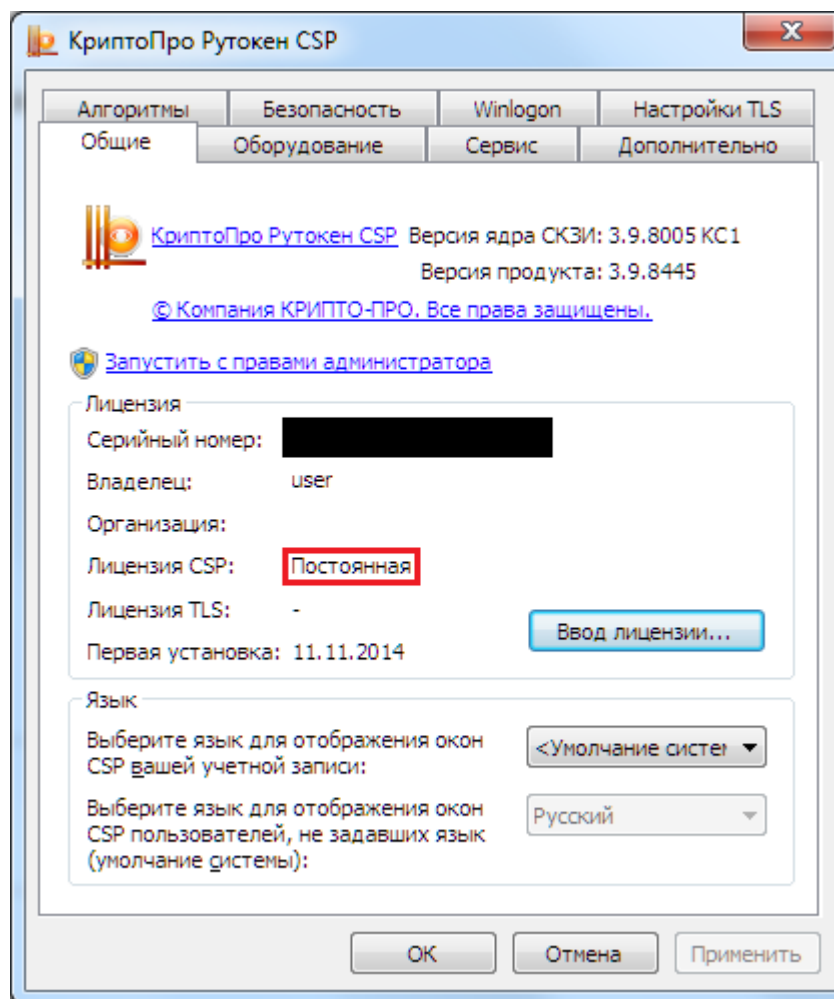 КриптоПро Рутокен CSP
Алгоритмы Безопасность Winlogon Настройки TLS
Общие Оборудование Сервис Дополнительно
КриптоПро Рутокен CSP Версия ядра СКЗИ: 3.9.8005 КС1
Версия продукта: 3.9.8445
© Компания КРИПТО-ПРО. Все права защищены.
Запустить с правами администратора
Лицензия
Серийный номер:
Владелец: user
Организация:
Лицензия CSP: Постоянная
Лицензия TLS: -
Ввод лицензии...
Первая установка: 11.11.2014
Язык
Выберите язык для отображения окон
CSP вашей учетной записи:
<Умолчание систег
Выберите язык для отображения окон
CSP пользователей, не задавших язык
(умолчание системы):
Русский
ОК Отмена Применить